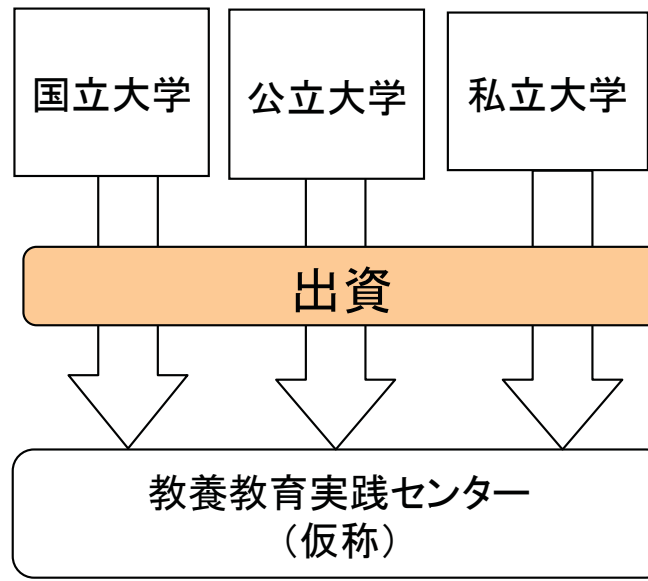 国立大学
公立大学
私立大学
出資
教養教育実践センター
（仮称）